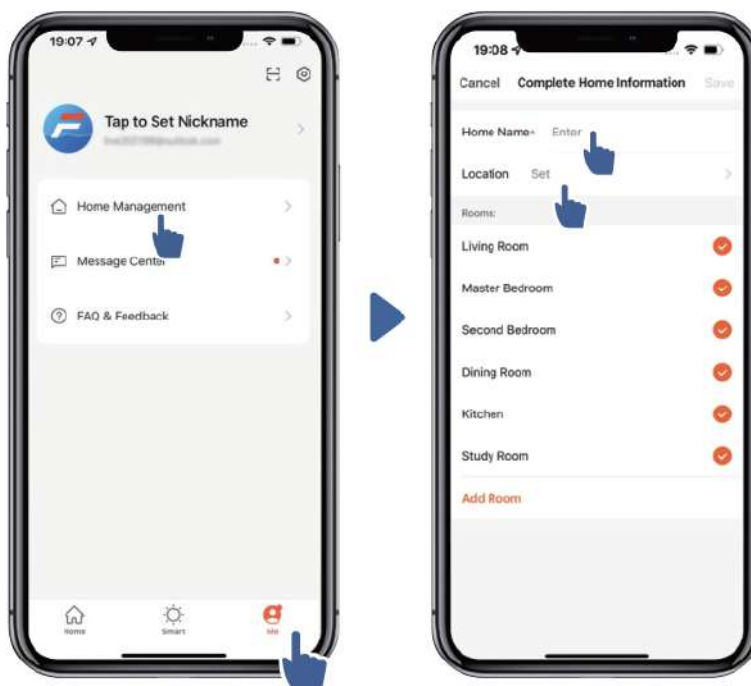 19:07
Tap to Set Nickname
Home Management
Message Center
FAQ & Feedback
Home
Smart
Me
19:08
Cancel Complete Home Information Save
Home Name* Enter
Location Set
Rooms:
Living Room
Master Bedroom
Second Bedroom
Dining Room
Kitchen
Study Room
Add Room